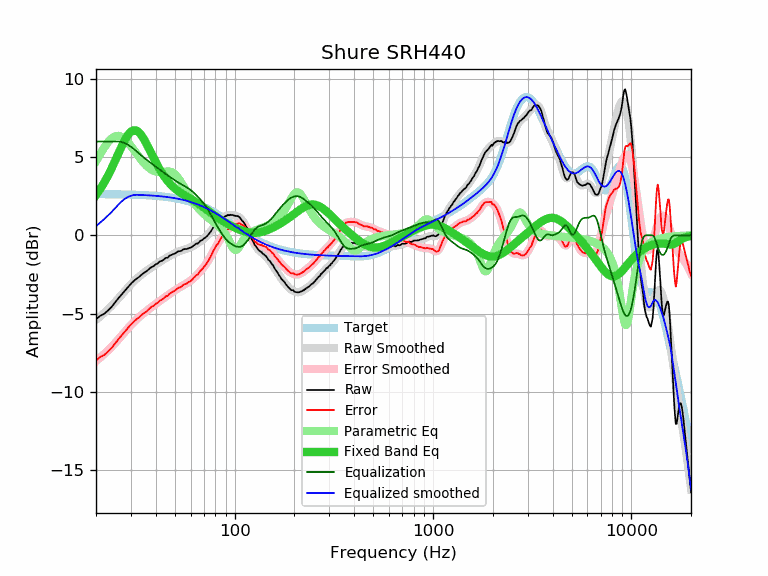 Shure SRH440
Amplitude (dBr)
10
5
0
−5
−10
−15
Target
Raw Smoothed
Error Smoothed
Raw
Error
Parametric Eq
Fixed Band Eq
Equalization
Equalized smoothed
100
1000
10000
Frequency (Hz)